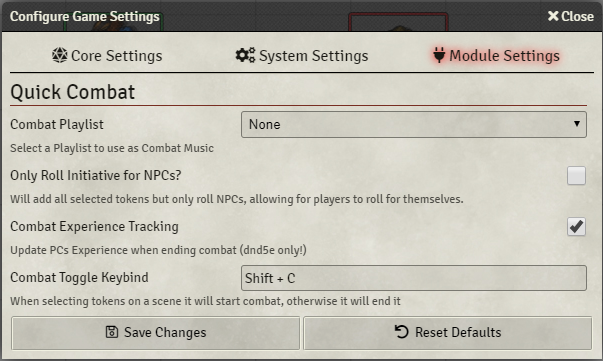 Configure Game Settings
Close
Core Settings
System Settings
Module Settings
Quick Combat
Combat Playlist
None
Select a Playlist to use as Combat Music
Only Roll Initiative for NPCs?
Will add all selected tokens but only roll NPCs, allowing for players to roll for themselves.
Combat Experience Tracking
Update PCs Experience when ending combat (dnd5e only!)
Combat Toggle Keybind
Shift + C
When selecting tokens on a scene it will start combat, otherwise it will end it
Save Changes
Reset Defaults